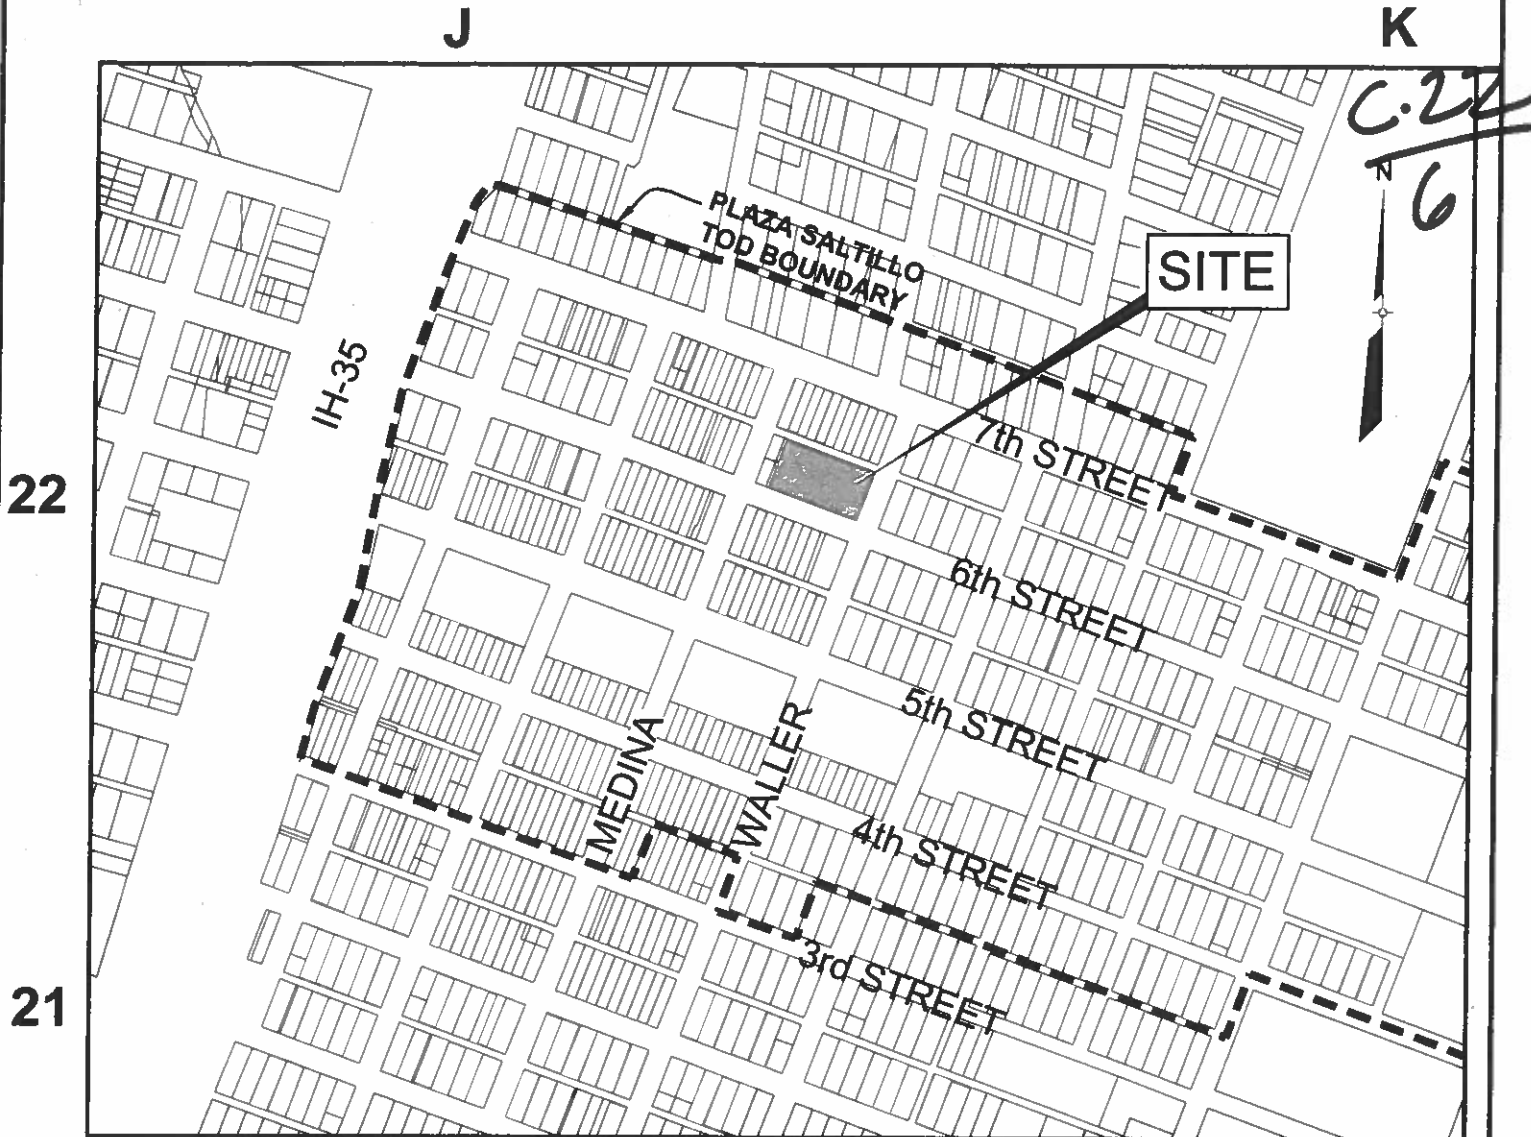 J
K
C.22
6
N
PLAZA SALTILLO
TOD BOUNDARY
SITE
IH-35
7th STREET
22
6th STREET
5th STREET
MEDINA
WALLER
4th STREET
3rd STREET
21